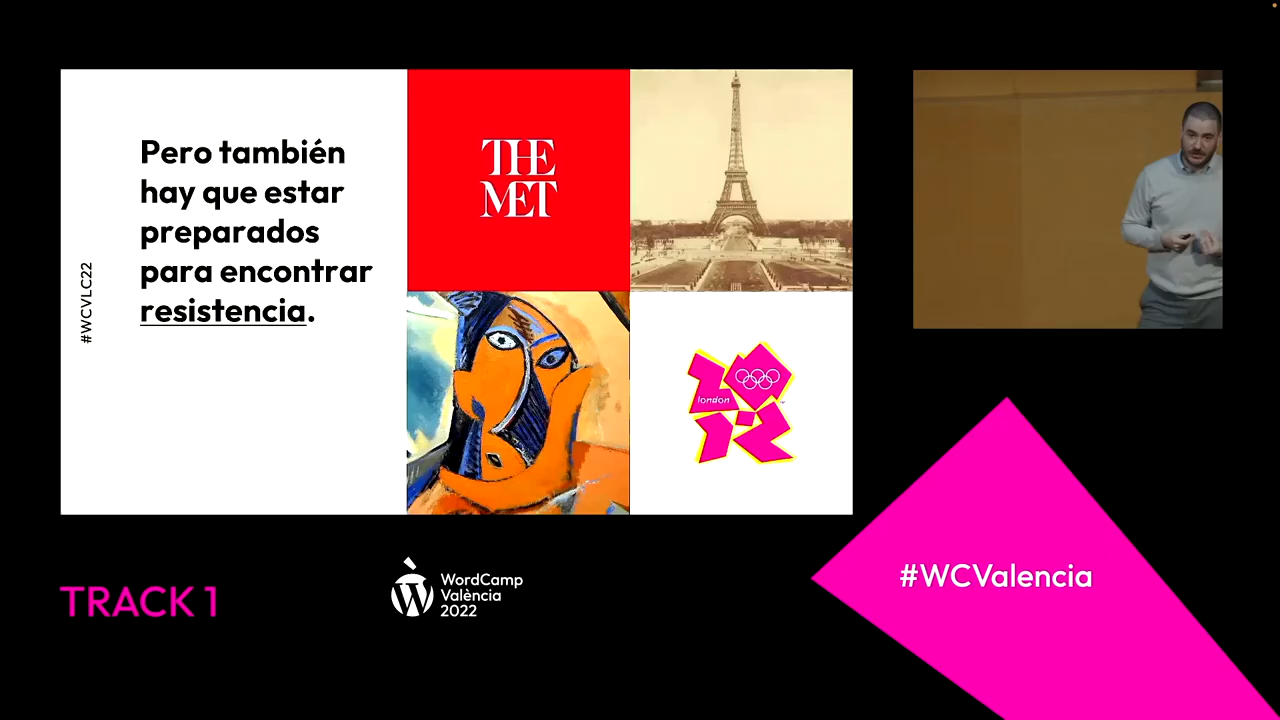 Pero también
hay que estar
preparados
para encontrar
resistencia.
#WCVLC22
THE
MET
london
TRACK 1
WordCamp
València
2022
#WCValencia